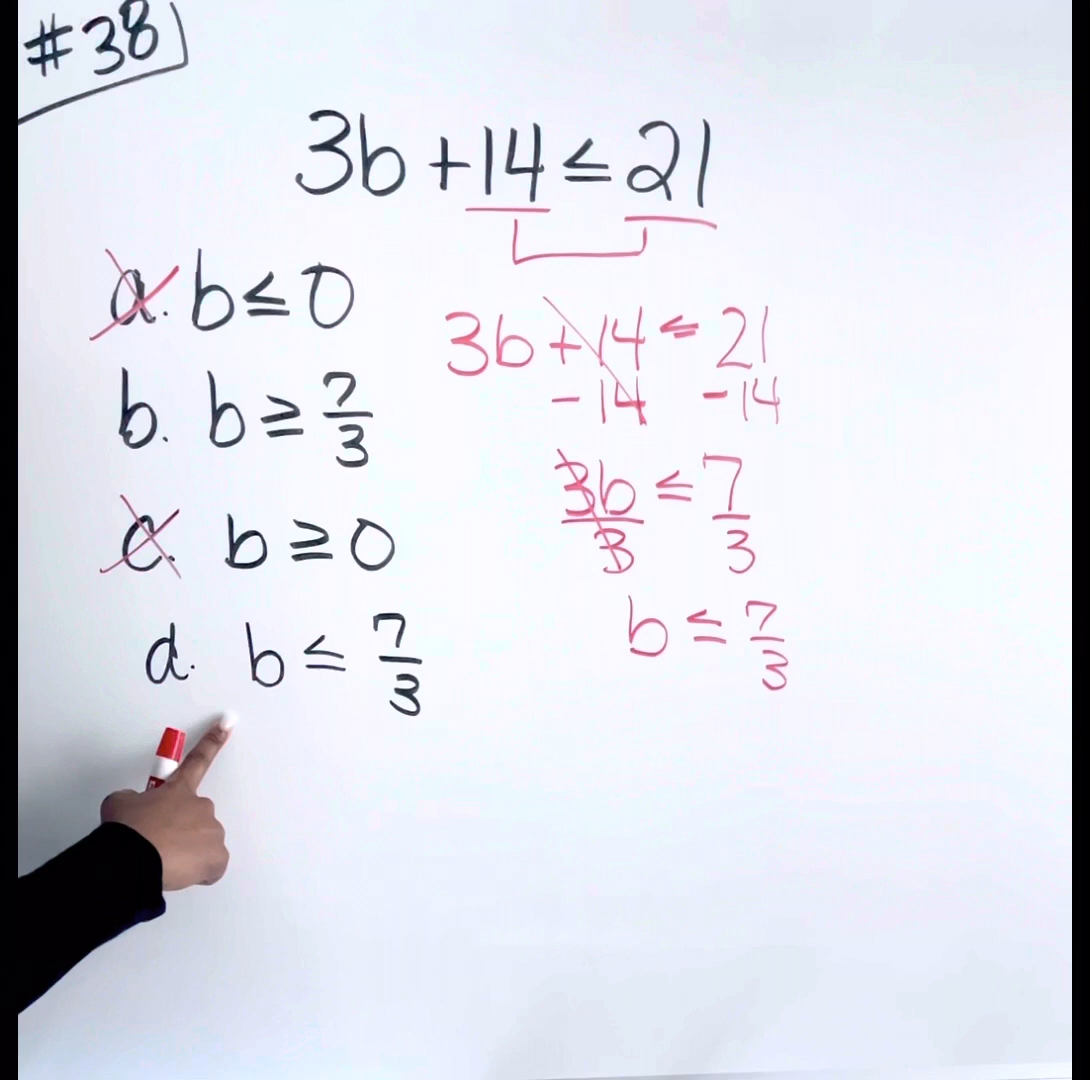 #38
3b + 14 ≤ 21
a. b ≤ 0
b. b ≥ 7/3
c. b ≥ 0
d. b ≤ 7/3
3b + 14 ≤ 21
- 14 - 14
3b/3 ≤ 7/3
b ≤ 7/3